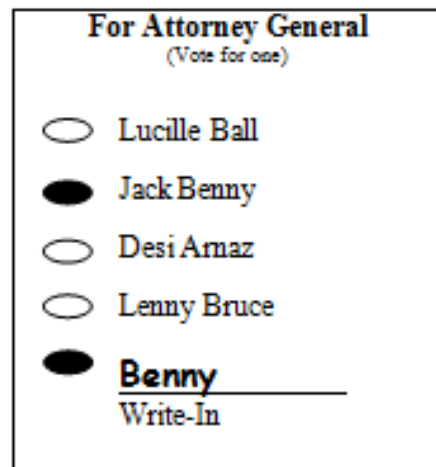 For Attorney General
(Vote for one)
Lucille Ball
Jack Benny
Desi Arnaz
Lenny Bruce
Benny
Write-In